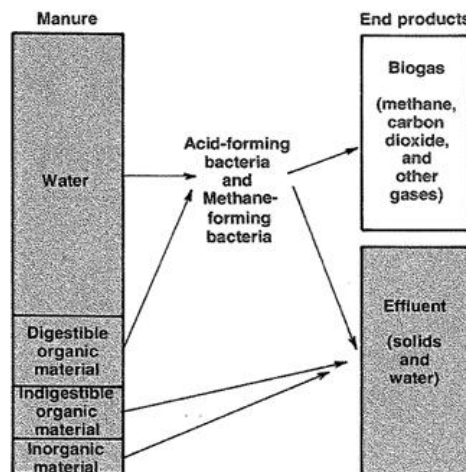 Manure
Water
Digestible
organic
material
Indigestible
organic
material
Inorganic
material
Acid-forming
bacteria
and
Methane-
forming
bacteria
End products
Biogas
(methane,
carbon
dioxide,
and
other
gases)
Effluent
(solids
and
water)